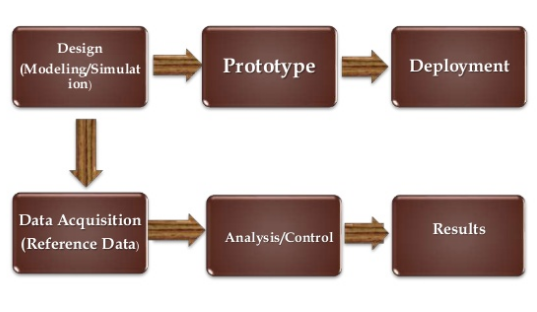 Design
(Modeling/Simulat
ion)
Prototype
Deployment
Data Acquisition
(Reference Data)
Analysis/Control
Results